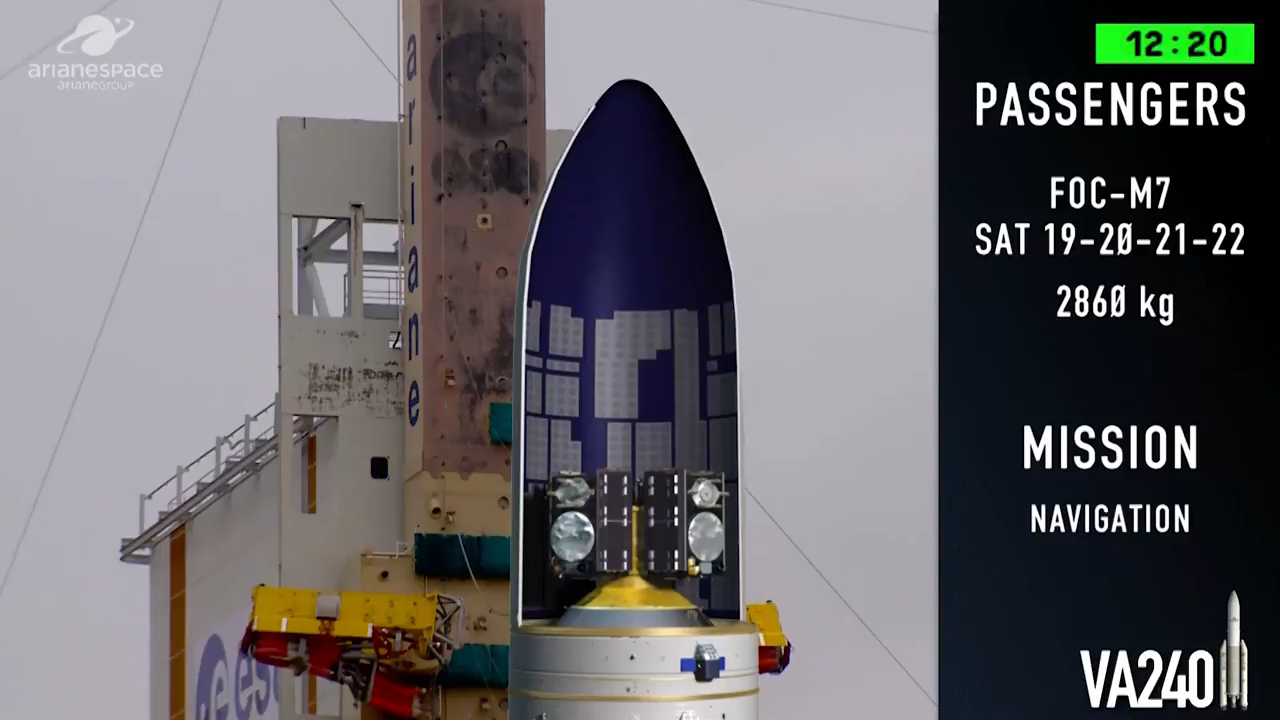 arianespace
arianeGROUP
ariane
esa
12:20
PASSENGERS
FOC-M7
SAT 19-20-21-22
2860 kg
MISSION
NAVIGATION
VA240